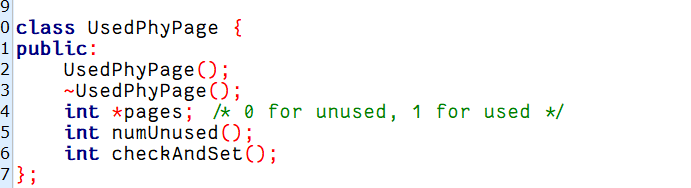 9
0 class UsedPhyPage {
1 public:
2     UsedPhyPage();
3     ~UsedPhyPage();
4     int *pages;  /* 0 for unused, 1 for used */
5     int numUnused();
6     int checkAndSet();
7 };